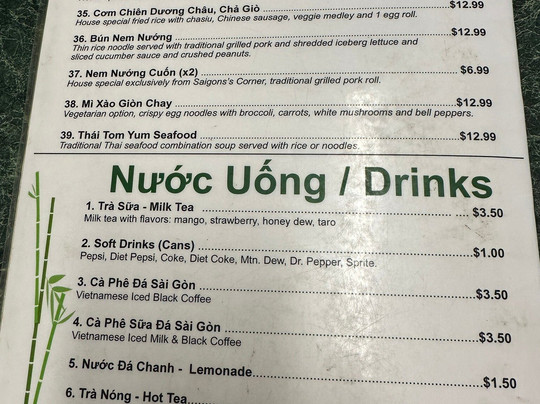 35. Cơm Chiên Dương Châu, Chả Giò ........ $12.99
House special fried rice with chasiu, Chinese sausage, veggie medley and 1 egg roll.
36. Bún Nem Nướng ........ $12.99
Thin rice noodle served with traditional grilled pork and shredded iceberg lettuce and
sliced cucumber sauce and crushed peanuts.
37. Nem Nướng Cuốn (x2) ........ $6.99
House special exclusively from Saigons's Corner, traditional grilled pork roll.
38. Mì Xào Giòn Chay ........ $12.99
Vegetarian option, crispy egg noodles with broccoli, carrots, white mushrooms and bell peppers.
39. Thái Tom Yum Seafood ........ $12.99
Traditional Thai seafood combination soup served with rice or noodles.
Nước Uống / Drinks
1. Trà Sữa - Milk Tea ........ $3.50
Milk tea with flavors: mango, strawberry, honey dew, taro
2. Soft Drinks (Cans) ........ $1.00
Pepsi, Diet Pepsi, Coke, Diet Coke, Mtn. Dew, Dr. Pepper, Sprite.
3. Cà Phê Đá Sài Gòn ........ $3.50
Vietnamese Iced Black Coffee
4. Cà Phê Sữa Đá Sài Gòn ........ $3.50
Vietnamese Iced Milk & Black Coffee
5. Nước Đá Chanh - Lemonade ........ $1.50
6. Trà Nóng - Hot Tea ........